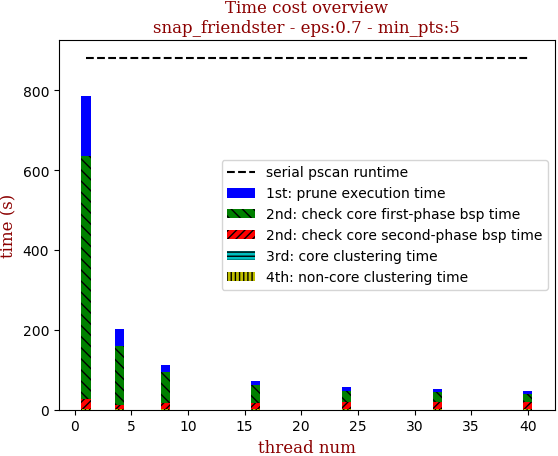 Time cost overview
snap_friendster - eps:0.7 - min_pts:5
time (s)
800
600
400
200
0
serial pscan runtime
1st: prune execution time
2nd: check core first-phase bsp time
2nd: check core second-phase bsp time
3rd: core clustering time
4th: non-core clustering time
0 5 10 15 20 25 30 35 40
thread num